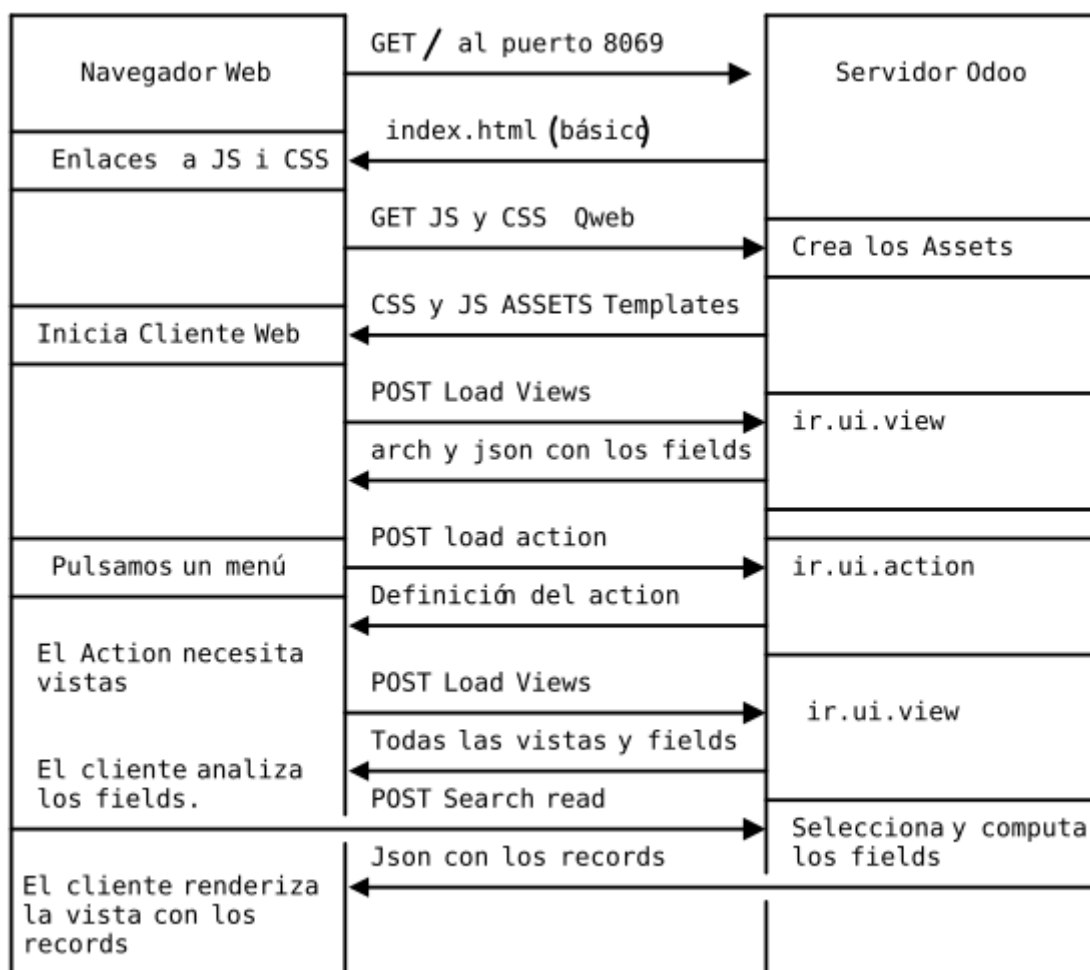 GET / al puerto 8069
Navegador Web
Servidor Odoo
index.html (básico)
Enlaces a JS i CSS
GET JS y CSS Qweb
Crea los Assets
CSS y JS ASSETS Templates
Inicia Cliente Web
POST Load Views
ir.ui.view
arch y json con los fields
POST load action
Pulsamos un menú
ir.ui.action
Definición del action
El Action necesita
vistas
POST Load Views
ir.ui.view
Todas las vistas y fields
El cliente analiza
los fields.
POST Search read
Selecciona y computa
los fields
Json con los records
El cliente renderiza
la vista con los
records